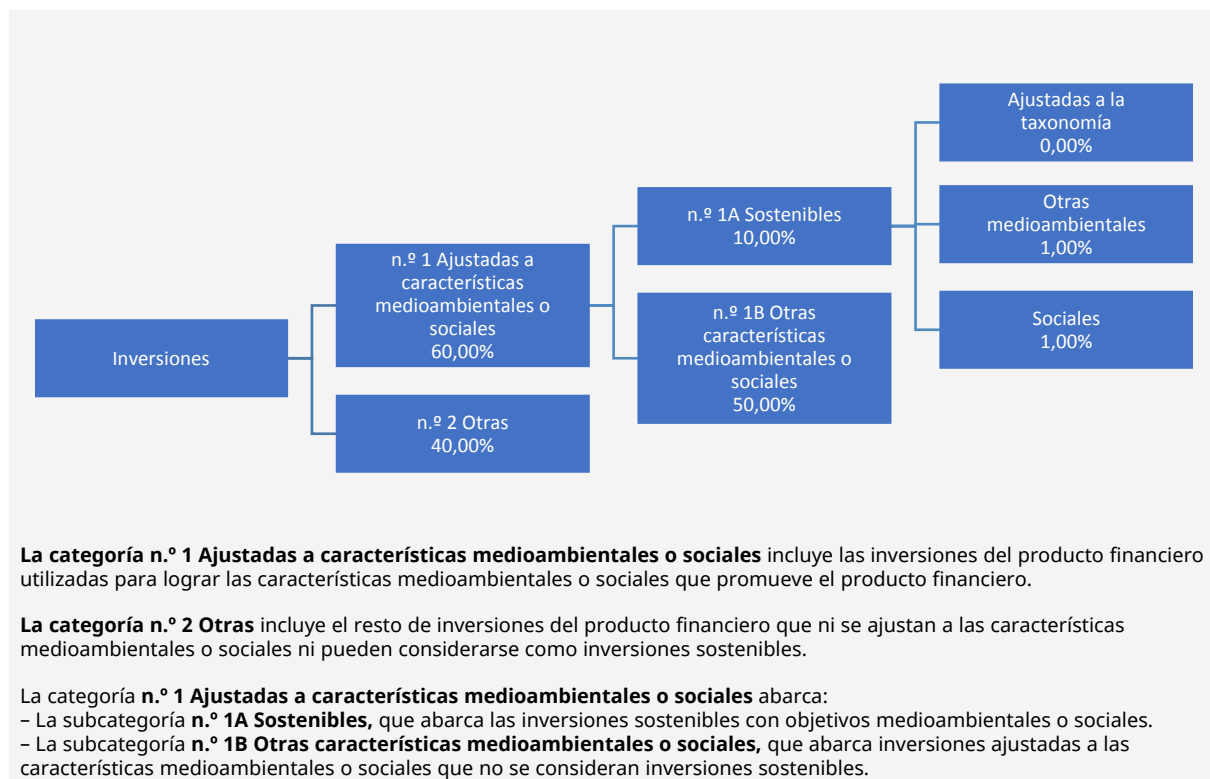 Ajustadas a la
taxonomía
0,00%
n.º 1A Sostenibles
10,00%
Otras
medioambientales
1,00%
n.º 1 Ajustadas a
características
medioambientales o
sociales
60,00%
n.º 1B Otras
características
medioambientales o
sociales
50,00%
Sociales
1,00%
Inversiones
n.º 2 Otras
40,00%
La categoría n.º 1 Ajustadas a características medioambientales o sociales incluye las inversiones del producto financiero
utilizadas para lograr las características medioambientales o sociales que promueve el producto financiero.
La categoría n.º 2 Otras incluye el resto de inversiones del producto financiero que ni se ajustan a las características
medioambientales o sociales ni pueden considerarse como inversiones sostenibles.
La categoría n.º 1 Ajustadas a características medioambientales o sociales abarca:
– La subcategoría n.º 1A Sostenibles, que abarca las inversiones sostenibles con objetivos medioambientales o sociales.
– La subcategoría n.º 1B Otras características medioambientales o sociales, que abarca inversiones ajustadas a las
características medioambientales o sociales que no se consideran inversiones sostenibles.